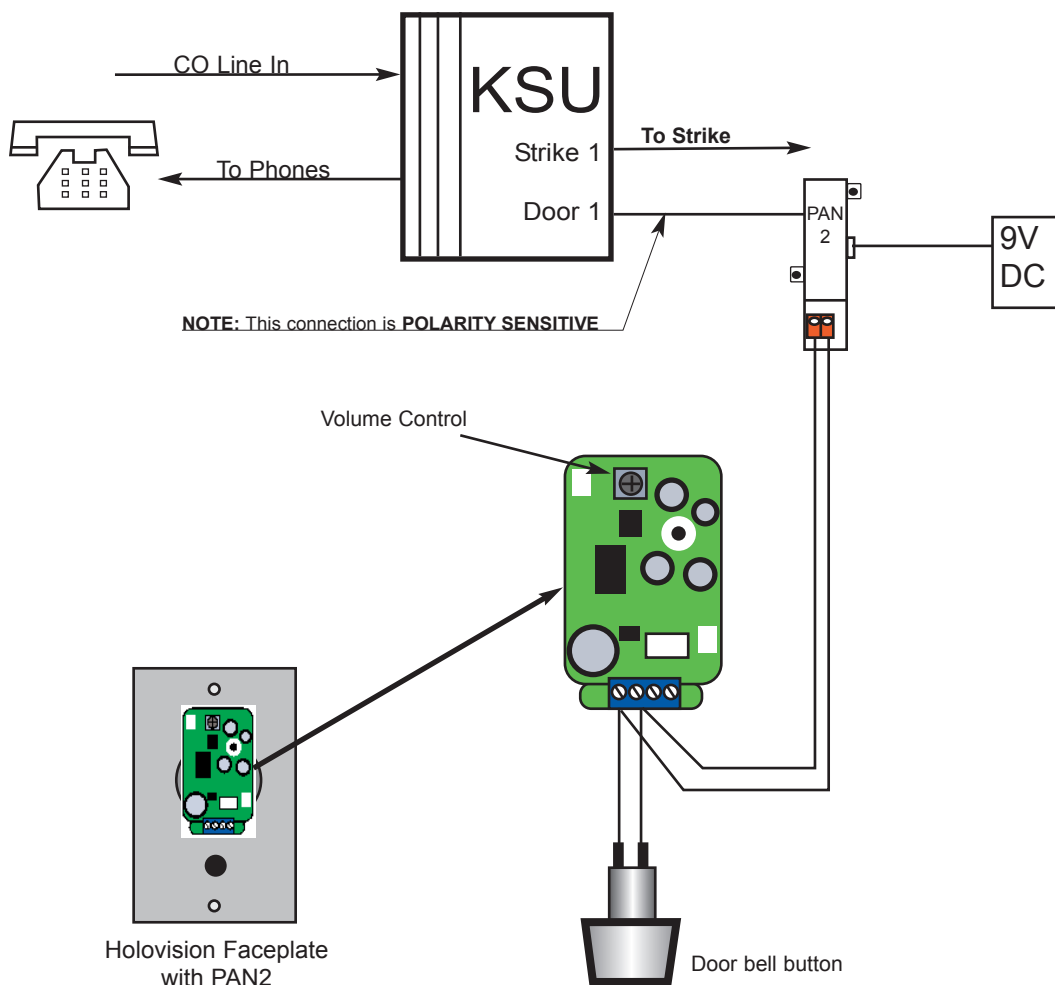 CO Line In
KSU
Strike 1
To Strike
To Phones
Door 1
PAN
2
9V
DC
NOTE: This connection is POLARITY SENSITIVE
Volume Control
Holovision Faceplate
with PAN2
Door bell button